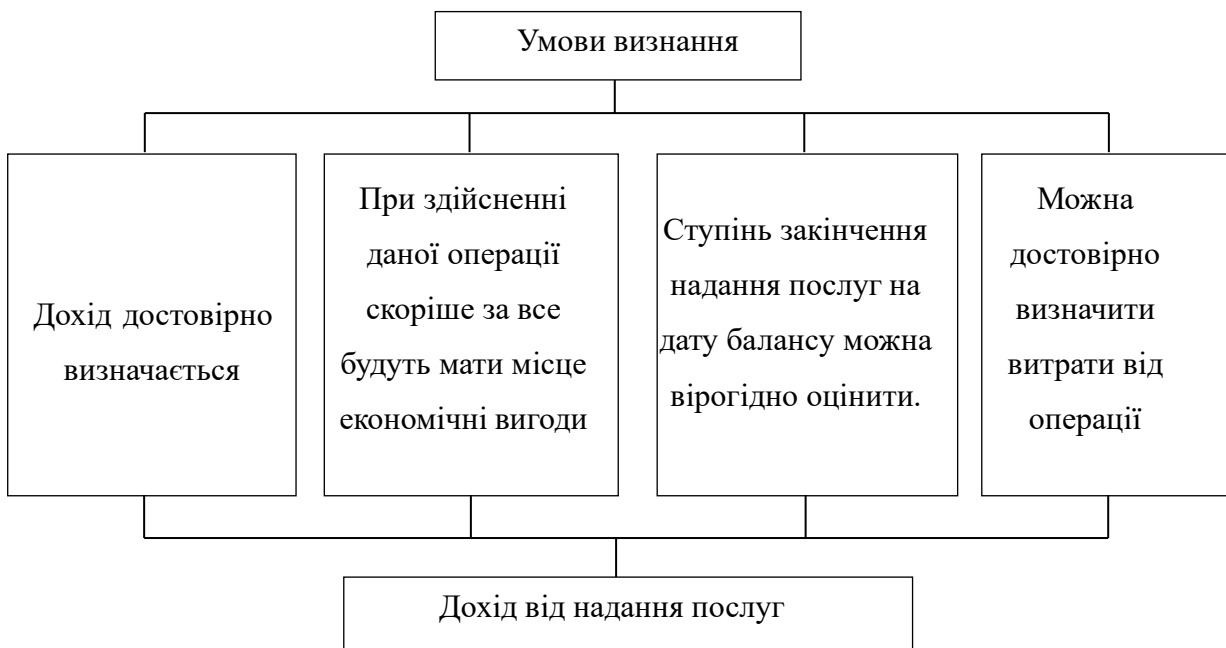 Умови визнання
Дохід достовірно
визначається
При здійсненні
даної операції
скоріше за все
будуть мати місце
економічні вигоди
Ступінь закінчення
надання послуг на
дату балансу можна
вірогідно оцінити.
Можна
достовірно
визначити
витрати від
операції
Дохід від надання послуг